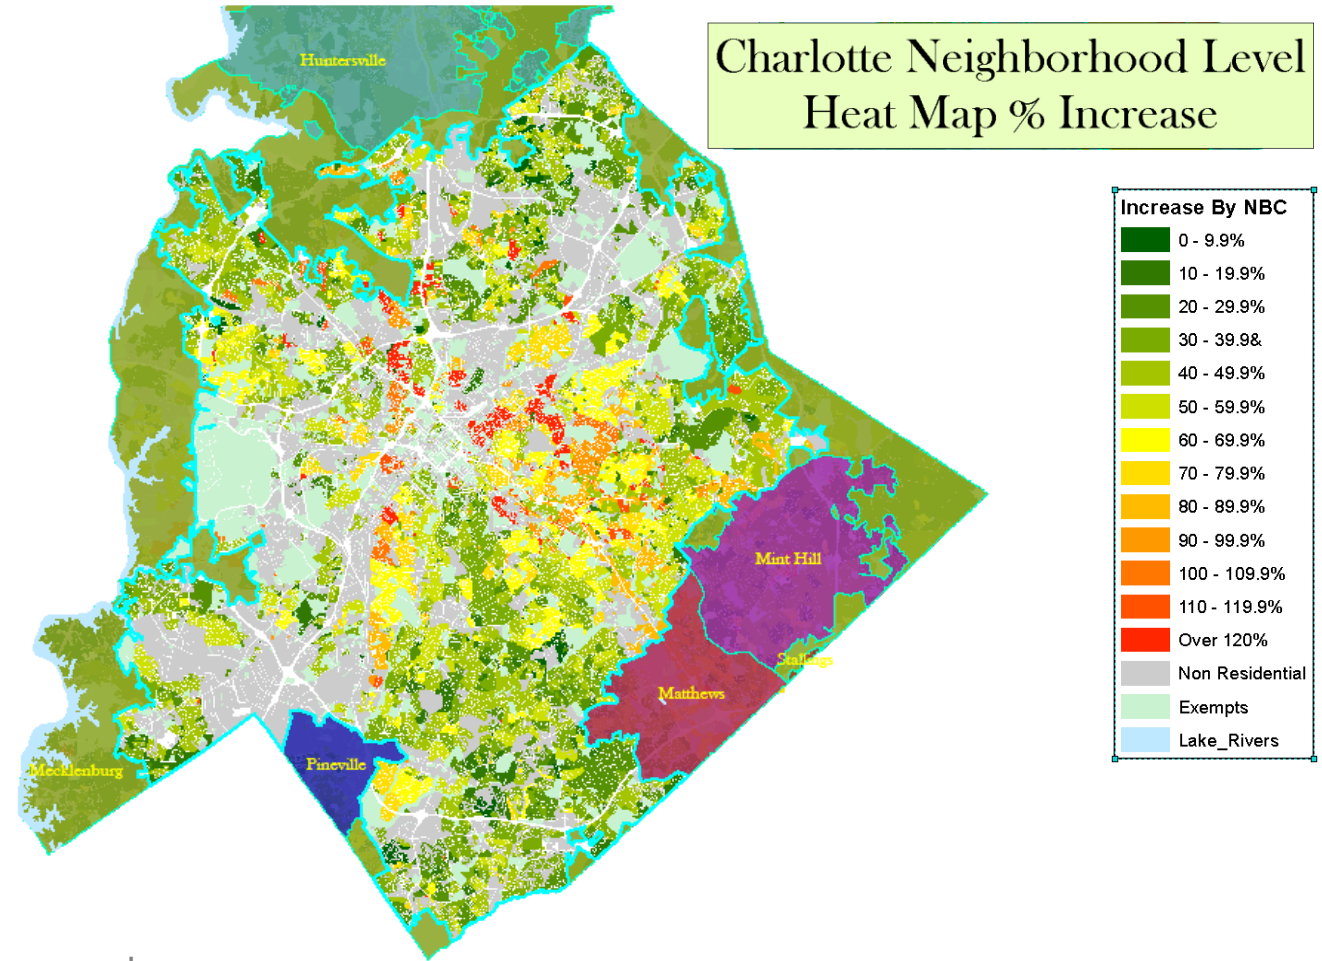 Charlotte Neighborhood Level
Heat Map % Increase
Huntersville
Mint Hill
Stallings
Matthews
Pineville
Mecklenburg
Increase By NBC
0 - 9.9%
10 - 19.9%
20 - 29.9%
30 - 39.9&
40 - 49.9%
50 - 59.9%
60 - 69.9%
70 - 79.9%
80 - 89.9%
90 - 99.9%
100 - 109.9%
110 - 119.9%
Over 120%
Non Residential
Exempts
Lake_Rivers